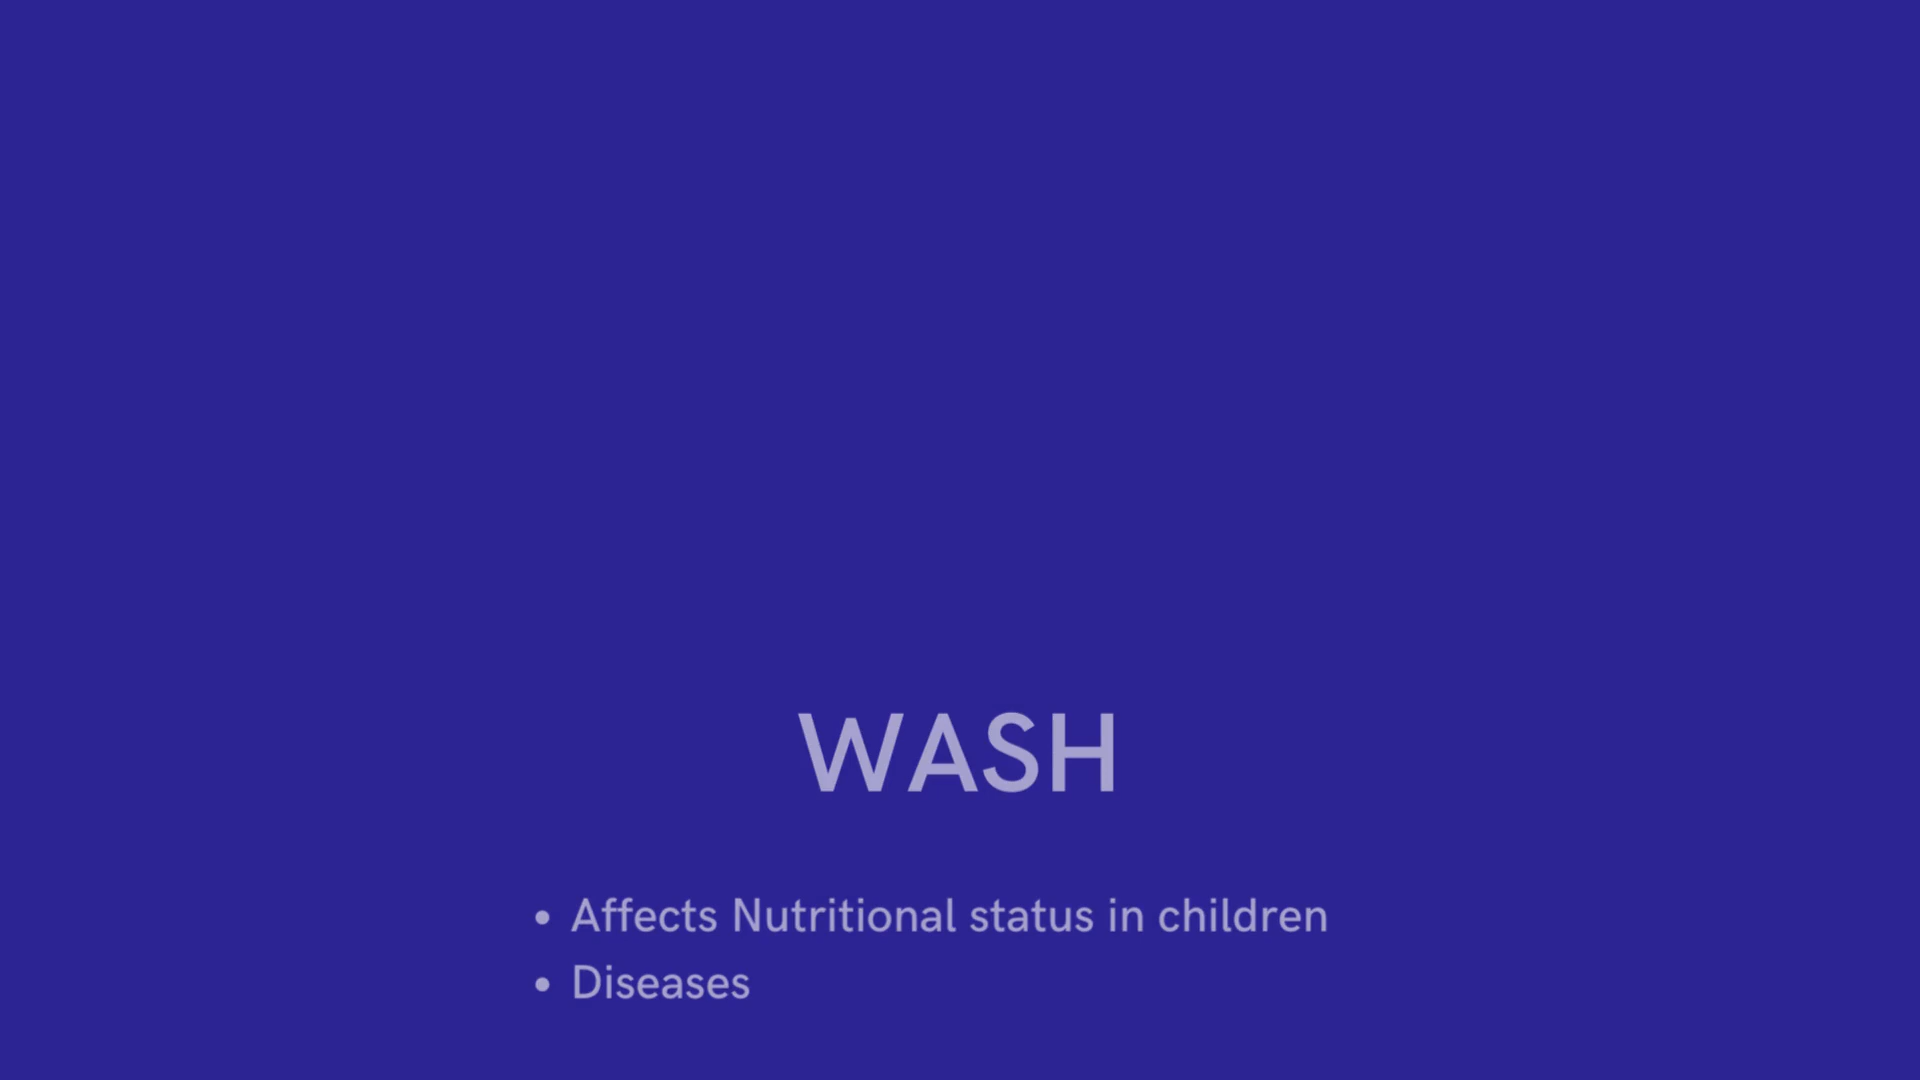 WASH
• Affects Nutritional status in children
• Diseases